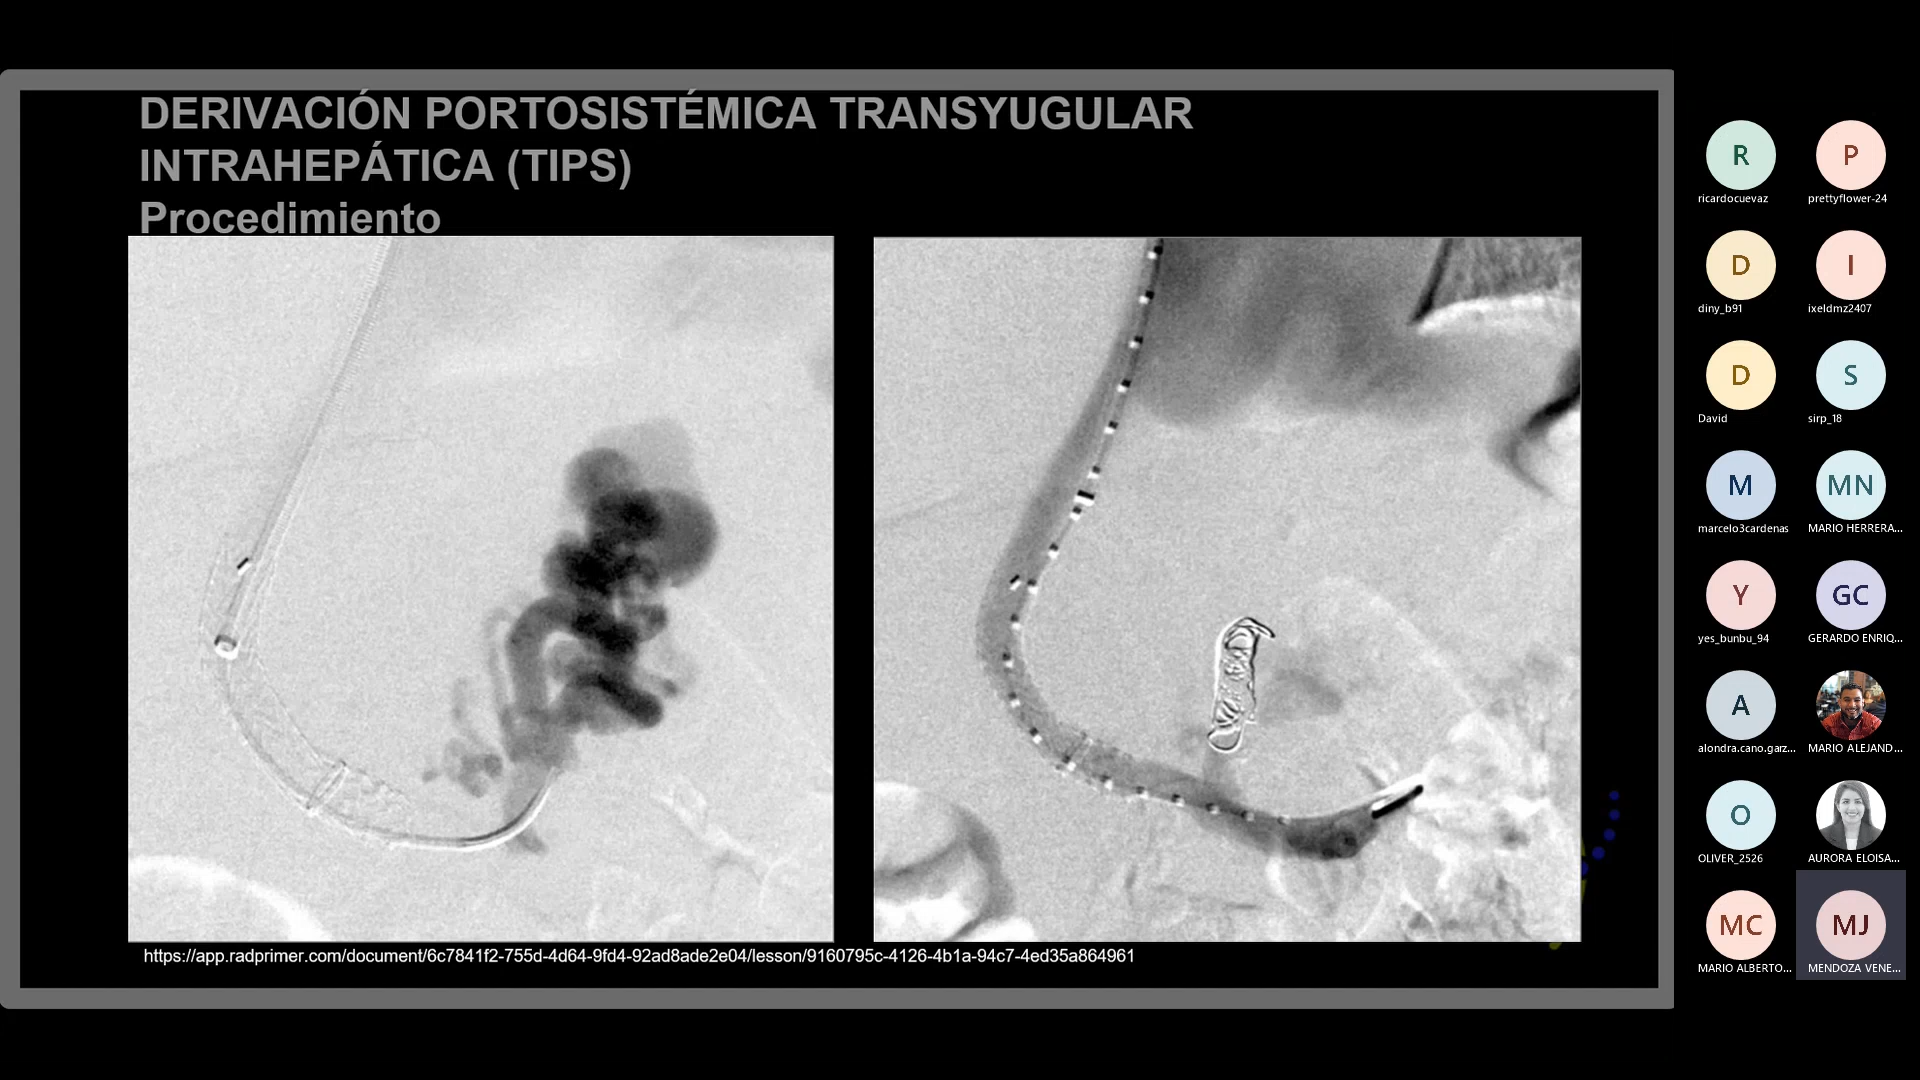 DERIVACIÓN PORTOSISTÉMICA TRANSYUGULAR
INTRAHEPÁTICA (TIPS)
Procedimiento
https://app.radprimer.com/document/6c7841f2-755d-4d64-9fd4-92ad8ade2e04/lesson/9160795c-4126-4b1a-94c7-4ed35a864961
R
ricardocuevaz
P
prettyflower-24
D
diny_b91
I
ixeldmz2407
D
David
S
sirp_18
M
marcelo3cardenas
MN
MARIO HERRERA...
Y
yes_bunbu_94
GC
GERARDO ENRIQ...
A
alondra.cano.garz...
MARIO ALEJAND...
O
OLIVER_2526
AURORA ELOISA...
MC
MARIO ALBERTO...
MJ
MENDOZA VENE...